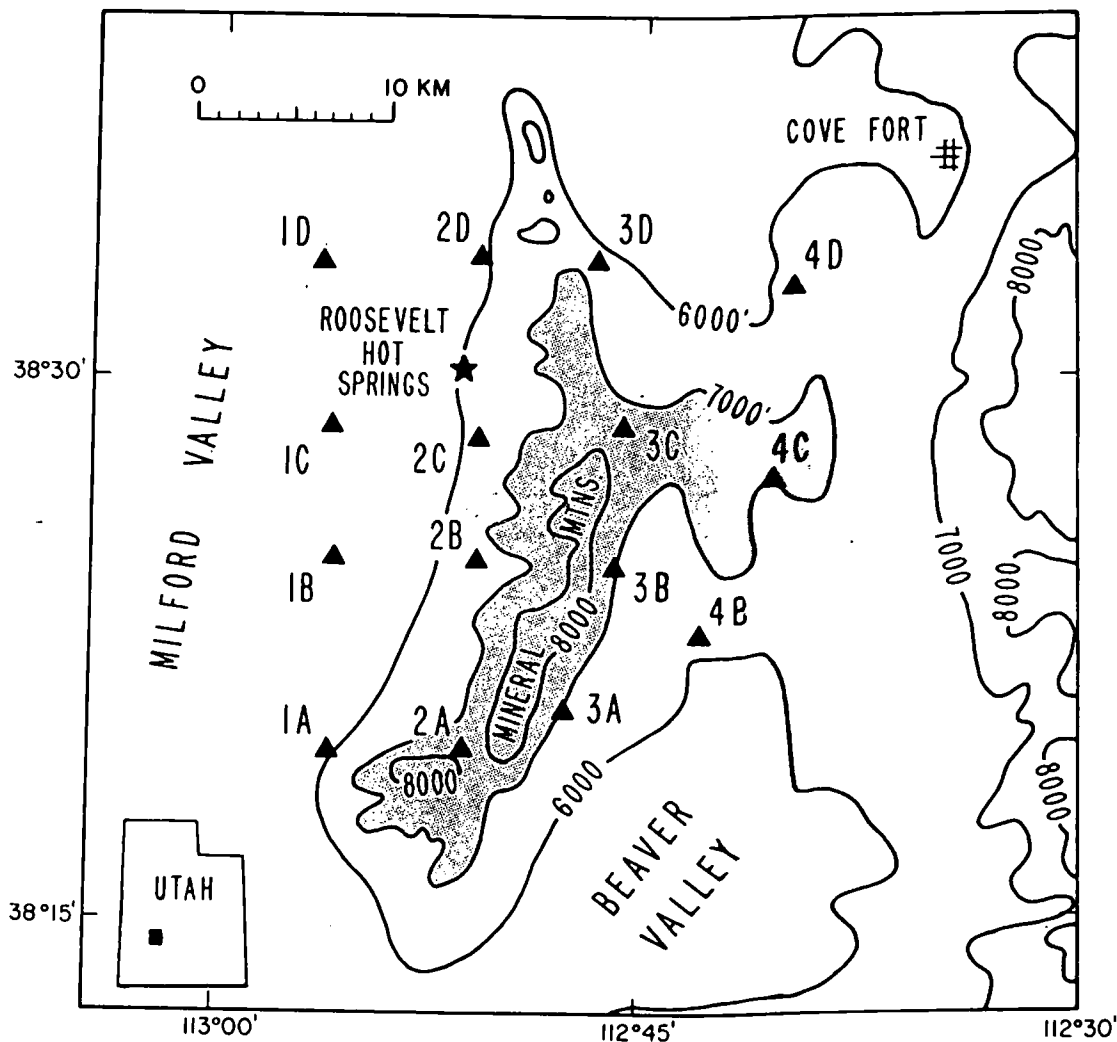 0 10 KM
COVE FORT
1D
2D
3D
4D
8000
6000'
ROOSEVELT
HOT
SPRINGS
38°30'
MILFORD VALLEY
7000'
1C
2C
3C
4C
MTNS.
2B
1B
3B
7000
8000
8000
4B
MINERAL
1A
2A
3A
8000
6000
8000
BEAVER
VALLEY
UTAH
38°15'
113°00'
112°45'
112°30'